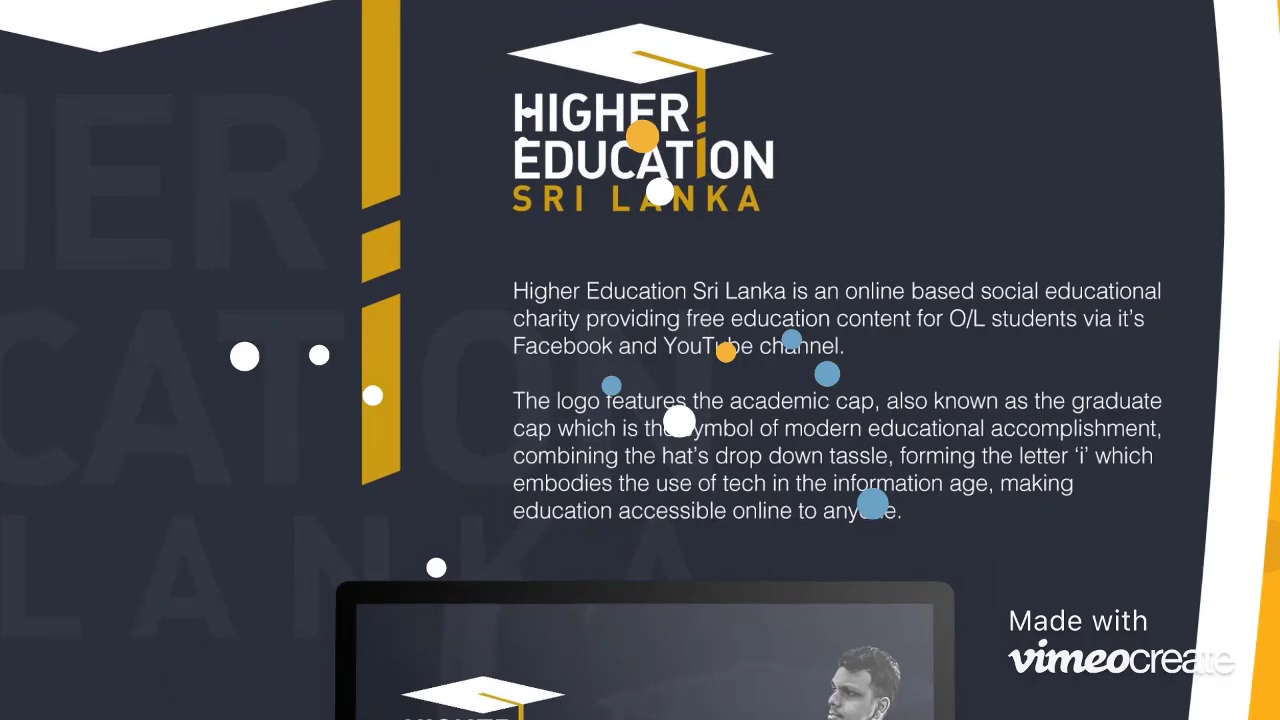 HIGHER
EDUCATION
SRI LANKA
Higher Education Sri Lanka is an online based social educational
charity providing free education content for O/L students via it's
Facebook and YouTube channel.
The logo features the academic cap, also known as the graduate
cap which is the symbol of modern educational accomplishment,
combining the hat's drop down tassle, forming the letter ‘i’ which
embodies the use of tech in the information age, making
education accessible online to anyone.
Made with
vimeocreate